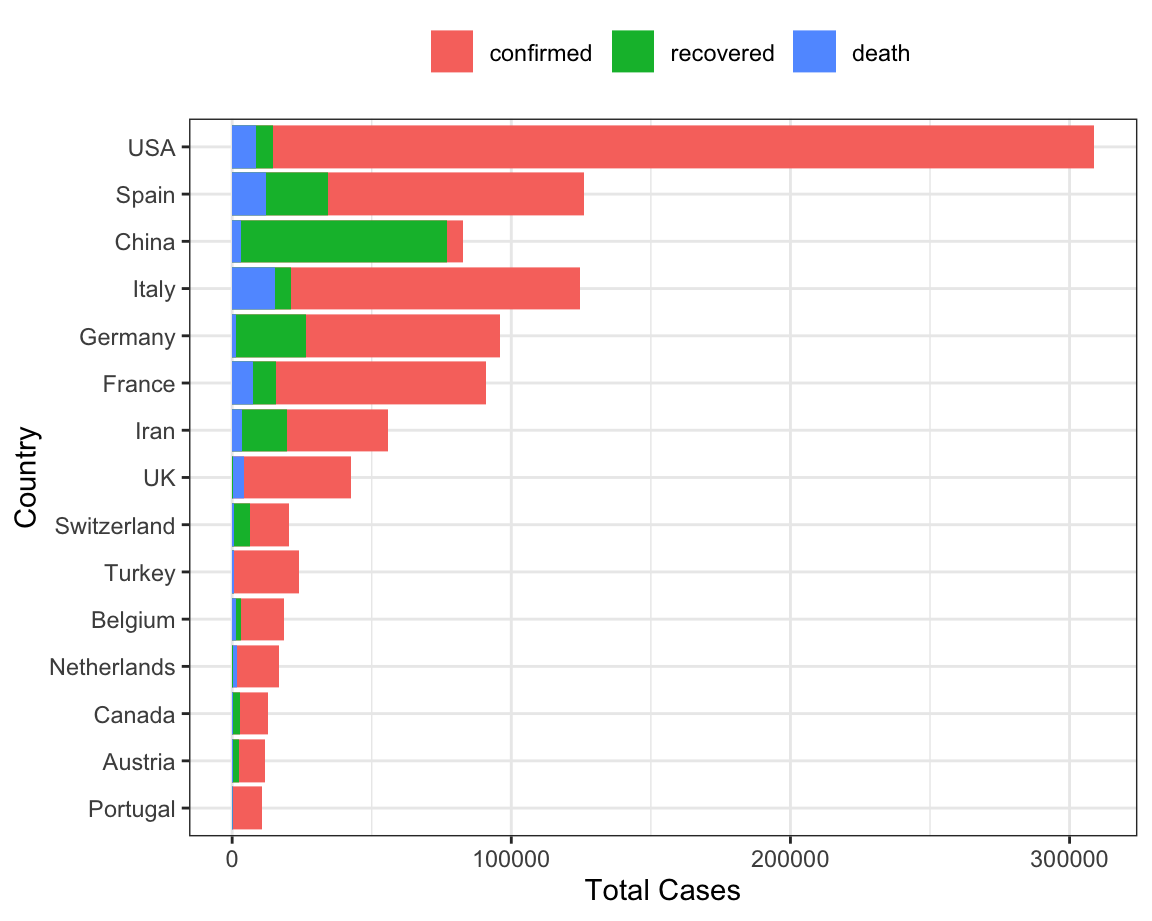 confirmed recovered death
USA
Spain
China
Italy
Germany
France
Iran
UK
Switzerland
Turkey
Belgium
Netherlands
Canada
Austria
Portugal
Country
0 100000 200000 300000
Total Cases